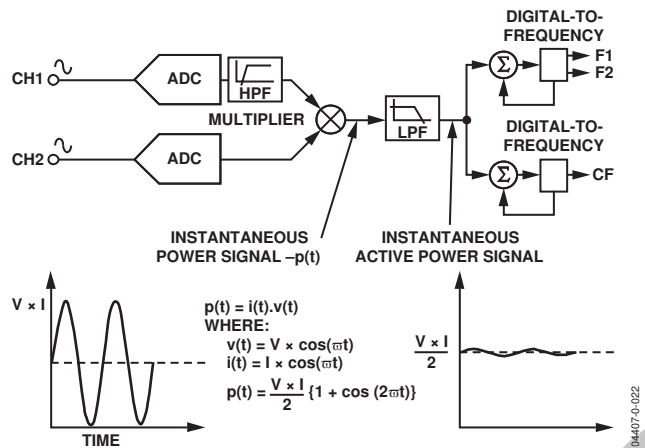 DIGITAL-TO-
FREQUENCY
CH1
ADC
HPF
F1
F2
Σ
MULTIPLIER
LPF
CH2
ADC
DIGITAL-TO-
FREQUENCY
Σ
CF
INSTANTANEOUS
POWER SIGNAL –p(t)
INSTANTANEOUS
ACTIVE POWER SIGNAL
V × I
TIME
p(t) = i(t).v(t)
WHERE:
v(t) = V × cos(ϖt)
i(t) = I × cos(ϖt)
p(t) = V × I / 2 {1 + cos (2ϖt)}
V × I
2
04407-0-022